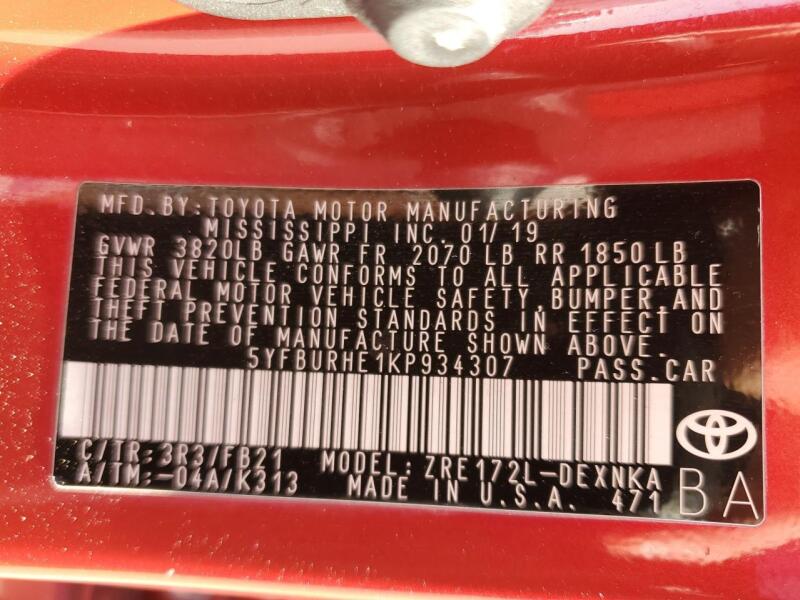 MFD.BY:TOYOTA MOTOR MANUFACTURING
MISSISSIPPI INC. 01/19
GVWR 3820LB GAWR FR 2070 LB RR 1850 LB
THIS VEHICLE CONFORMS TO ALL APPLICABLE
FEDERAL MOTOR VEHICLE SAFETY,BUMPER,AND
THEFT PREVENTION STANDARDS IN EFFECT ON
THE DATE OF MANUFACTURE SHOWN ABOVE.
5YFBURHE1KP934307 PASS.CAR
C/TR:3R3/FB21 MODEL:ZRE172L-DEXNKA
A/TM:-04A/K313 MADE IN U.S.A. 471
BA